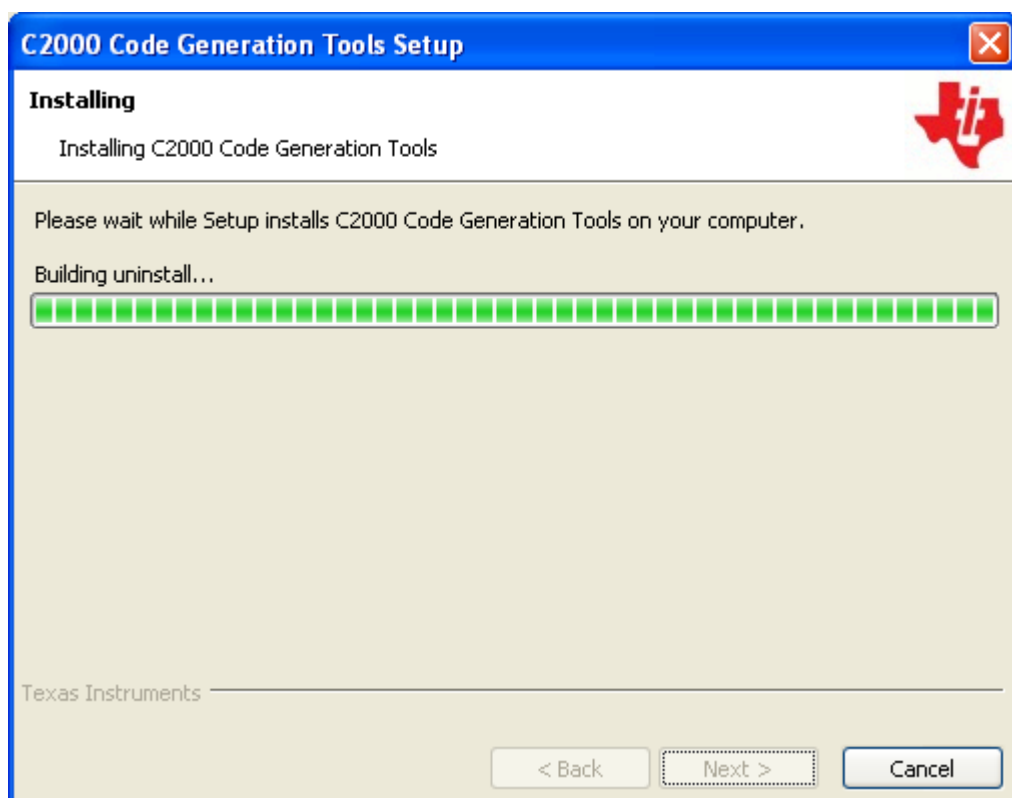 C2000 Code Generation Tools Setup
Installing
Installing C2000 Code Generation Tools
Please wait while Setup installs C2000 Code Generation Tools on your computer.
Building uninstall...
Texas Instruments
< Back Next > Cancel